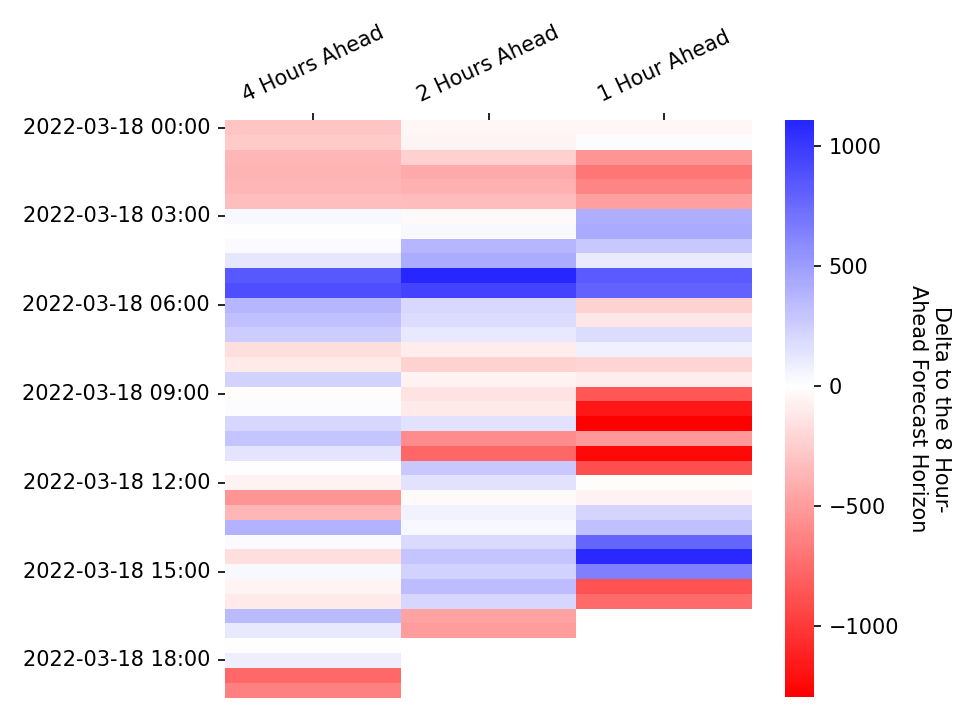 4 Hours Ahead
2 Hours Ahead
1 Hour Ahead
2022-03-18 00:00
2022-03-18 03:00
2022-03-18 06:00
2022-03-18 09:00
2022-03-18 12:00
2022-03-18 15:00
2022-03-18 18:00
1000
500
0
−500
−1000
Delta to the 8 Hour-
Ahead Forecast Horizon